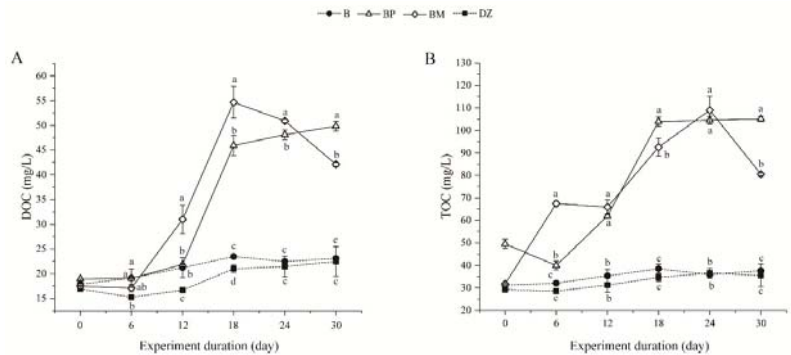 B BP BM DZ
A
DOC (mg/L)
60
55
50
45
40
35
30
25
20
15
a
a
a
b
b
b
a
a
a
ab
b
b
b
c
c
d
c
c
e
c
0 6 12 18 24 30
Experiment duration (day)
B
TOC (mg/L)
130
120
110
100
90
80
70
60
50
40
30
20
a
a
a
a
a
b
b
a
b
a
c
c
b
b
c
c
b
b
c
c
0 6 12 18 24 30
Experiment duration (day)